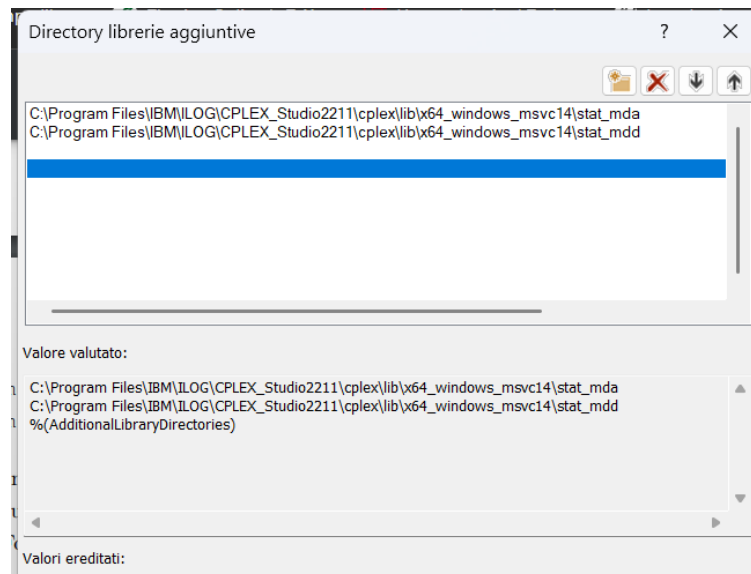 Directory librerie aggiuntive
?
C:\Program Files\IBM\ILOG\CPLEX_Studio2211\cplex\lib\x64_windows_msvc14\stat_mda
C:\Program Files\IBM\ILOG\CPLEX_Studio2211\cplex\lib\x64_windows_msvc14\stat_mdd
Valore valutato:
C:\Program Files\IBM\ILOG\CPLEX_Studio2211\cplex\lib\x64_windows_msvc14\stat_mda
C:\Program Files\IBM\ILOG\CPLEX_Studio2211\cplex\lib\x64_windows_msvc14\stat_mdd
%(AdditionalLibraryDirectories)
Valori ereditati: